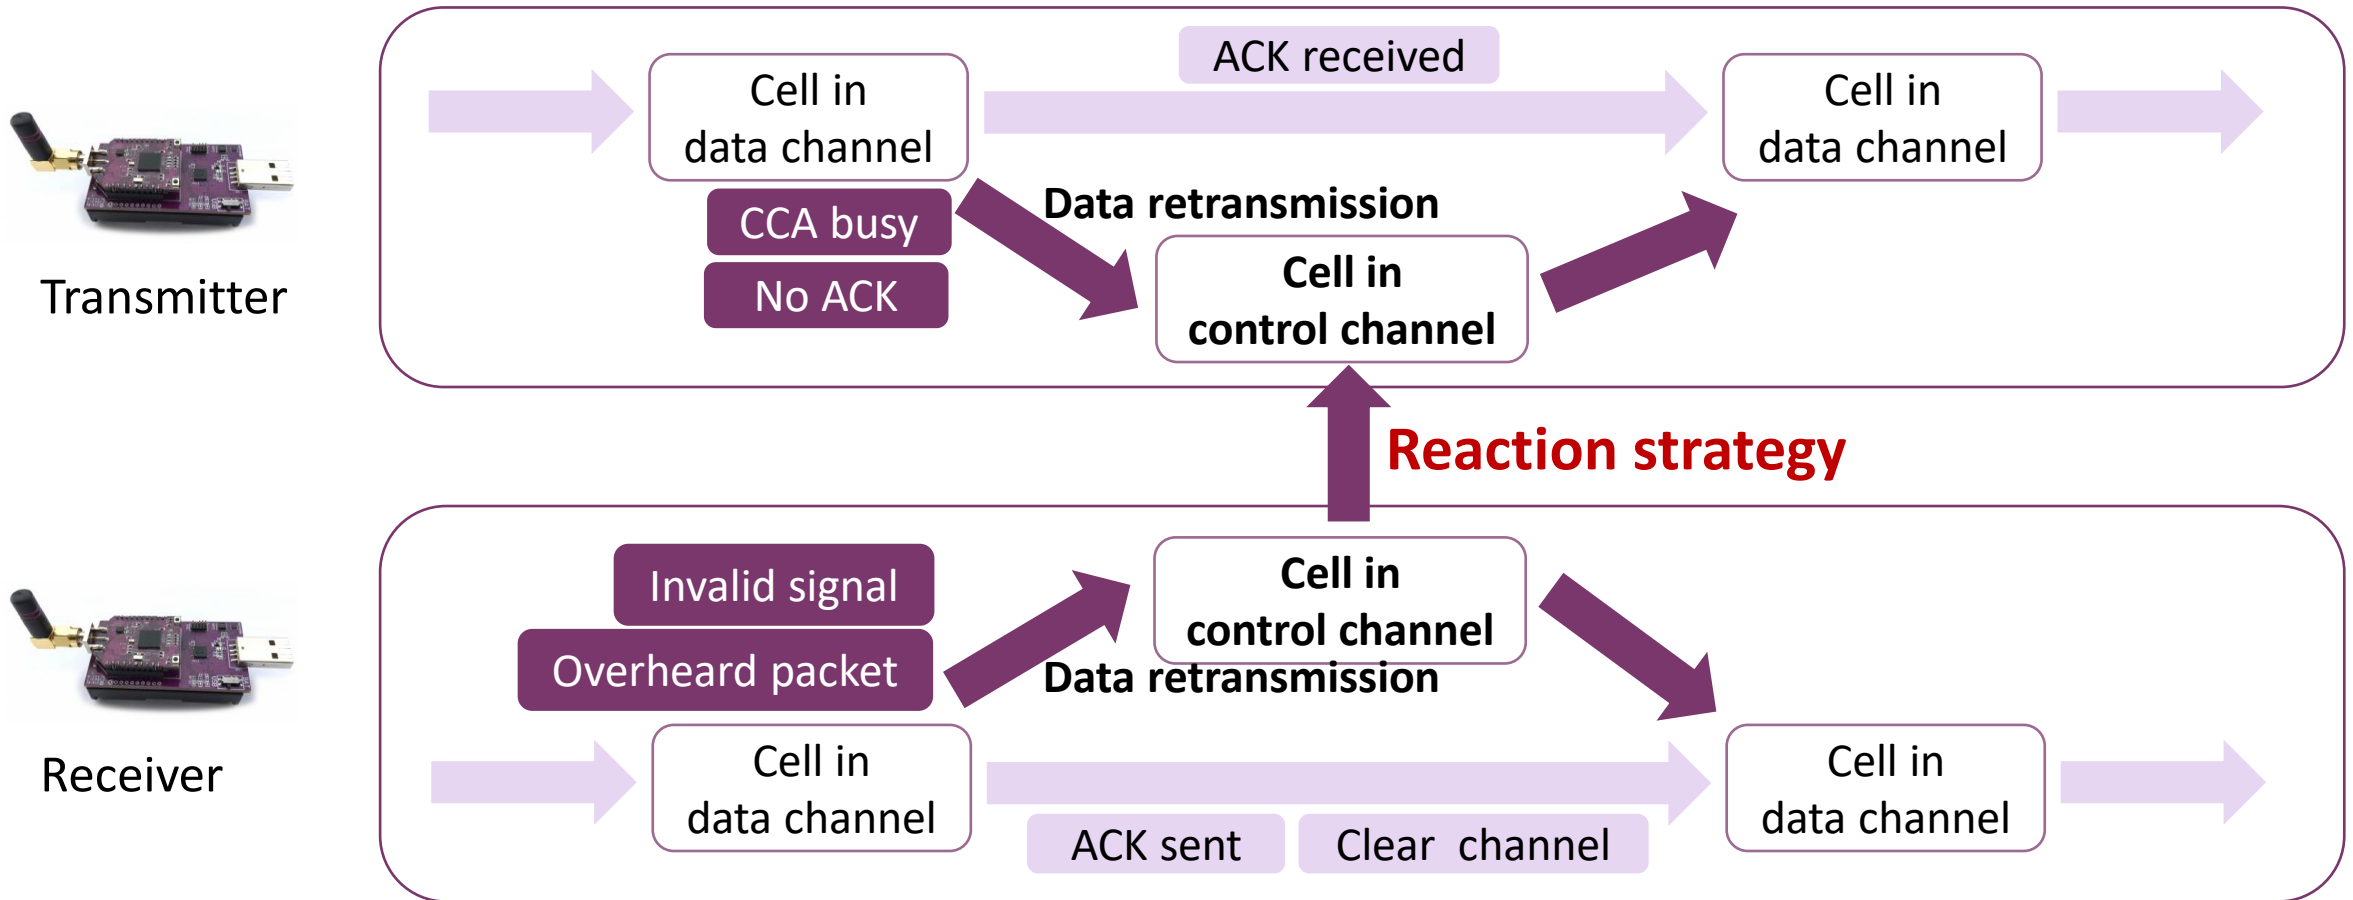 ACK received
Cell in
data channel
Cell in
data channel
CCA busy
No ACK
Data retransmission
Cell in
control channel
Transmitter
Reaction strategy
Invalid signal
Overheard packet
Cell in
control channel
Data retransmission
Receiver
Cell in
data channel
Cell in
data channel
ACK sent
Clear channel